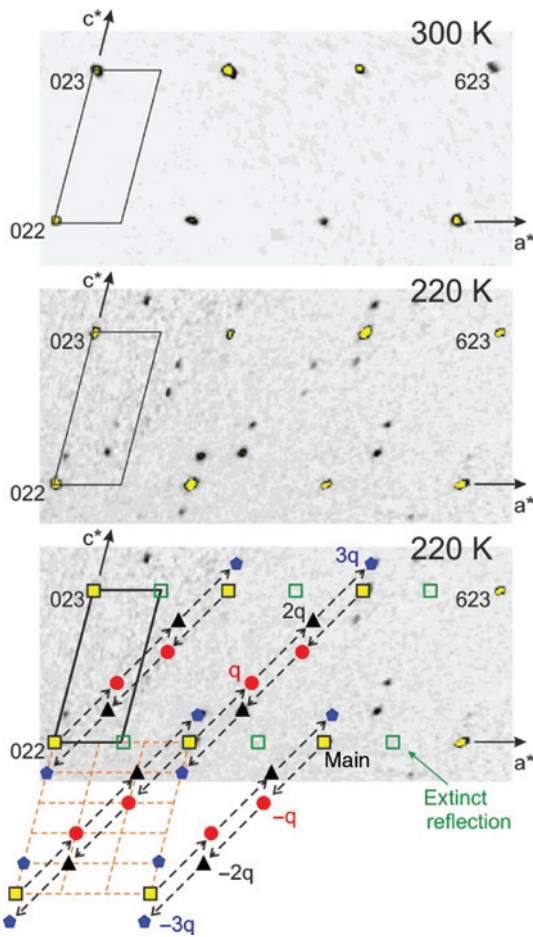 c*
300 K
023
623
022
a*
c*
220 K
023
623
022
a*
c*
220 K
3q
023
2q
623
q
022
Main
a*
Extinct
reflection
–q
–2q
–3q